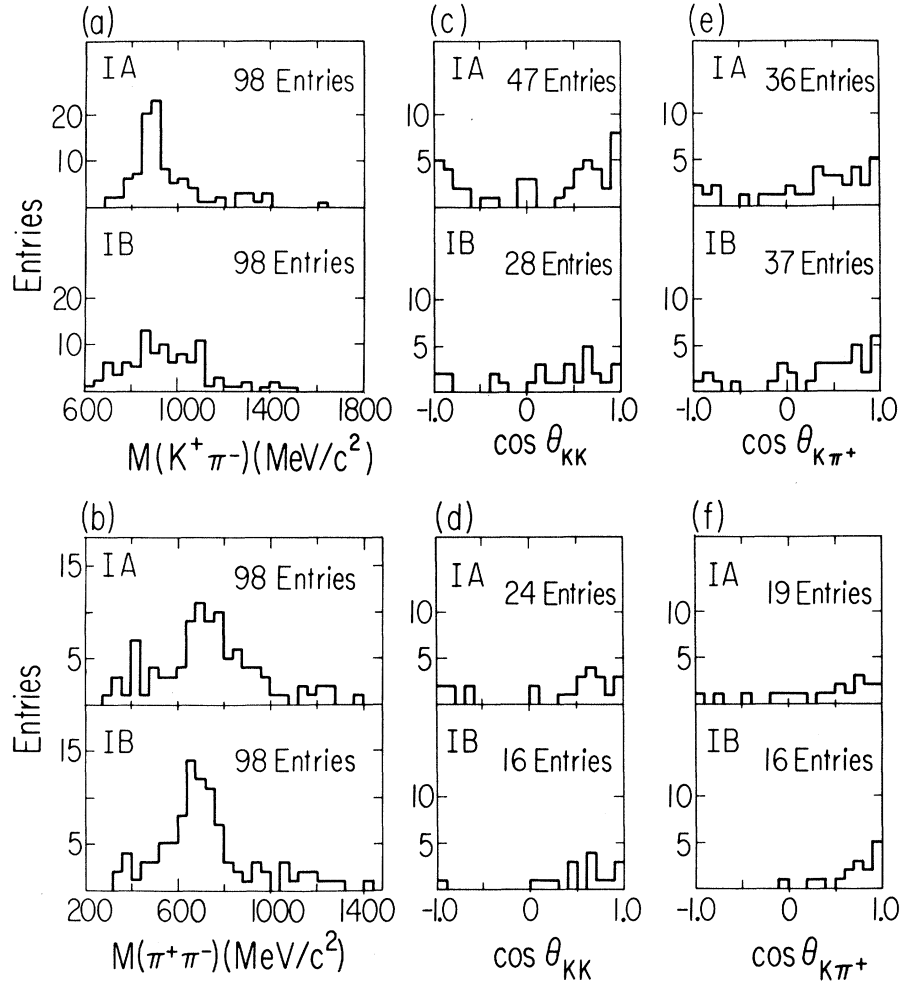 (a)
IA
98 Entries
20
10
IB
98 Entries
20
10
600 1000 1400 1800
M(K⁺π⁻)(MeV/c²)
Entries
(c)
IA
47 Entries
10
5
IB
28 Entries
10
5
-1.0 0 1.0
cos θKK
(e)
IA
36 Entries
10
5
IB
37 Entries
10
5
-1.0 0 1.0
cos θKπ⁺
(b)
IA
98 Entries
15
5
IB
98 Entries
15
5
200 600 1000 1400
M(π⁺π⁻)(MeV/c²)
Entries
(d)
IA
24 Entries
10
5
IB
16 Entries
10
5
-1.0 0 1.0
cos θKK
(f)
IA
19 Entries
10
5
IB
16 Entries
10
5
-1.0 0 1.0
cos θKπ⁺